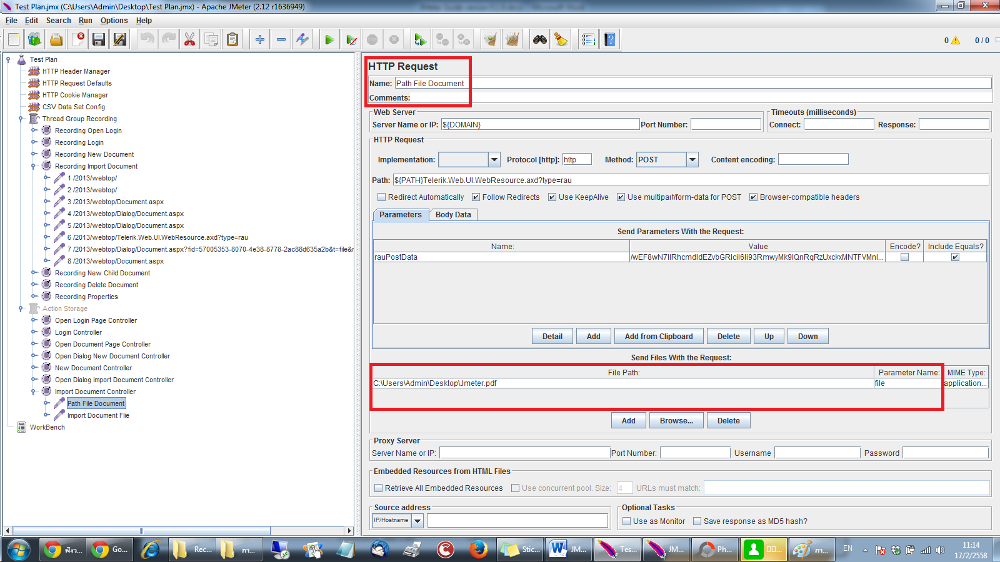 Test Plan.jmx (C:\Users\Admin\Desktop\Test Plan.jmx) - Apache JMeter (2.12 r1636949)
File Edit Search Run Options Help
0 0 / 0
Test Plan
HTTP Header Manager
HTTP Request Defaults
HTTP Cookie Manager
CSV Data Set Config
Thread Group Recording
Recording Open Login
Recording Login
Recording New Document
Recording Import Document
1 /2013/webtop/
2 /2013/webtop/
3 /2013/webtop/Document.aspx
4 /2013/webtop/Dialog/Document.aspx
5 /2013/webtop/Dialog/Document.aspx
6 /2013/webtop/Telerik.Web.UI.WebResource.axd?type=rau
7 /2013/webtop/Dialog/Document.aspx?fid=57005353-8070-4e38-8778-2ac88d635a2b&t=file&r
8 /2013/webtop/Document.aspx
Recording New Child Document
Recording Delete Document
Recording Properties
Action Storage
Open Login Page Controller
Login Controller
Open Document Page Controller
Open Dialog New Document Controller
New Document Controller
Open Dialog import Document Controller
Import Document Controller
Path File Document
Import Document Flie
WorkBench
HTTP Request
Name: Path File Document
Comments:
Web Server
Server Name or IP: ${DOMAIN} Port Number:
Timeouts (milliseconds)
Connect: Response:
HTTP Request
Implementation: Protocol [http]: http Method: POST Content encoding:
Path: ${PATH}Telerik.Web.UI.WebResource.axd?type=rau
Redirect Automatically Follow Redirects Use KeepAlive Use multipart/form-data for POST Browser-compatible headers
Parameters Body Data
Send Parameters With the Request:
Name: Value Encode? Include Equals?
rauPostData
Detail Add Add from Clipboard Delete Up Down
Send Files With the Request:
File Path: Parameter Name: MIME Type:
C:\Users\Admin\Desktop\Jmeter.pdf file application...
Add Browse... Delete
Proxy Server
Server Name or IP: Port Number: Username Password
Embedded Resources from HTML Files
Retrieve All Embedded Resources Use concurrent pool. Size: 4 URLs must match:
Source address
IP/Hostname
Optional Tasks
Use as Monitor Save response as MD5 hash?
Go... Rec... Stic... JM... Tes... JM... Ph... EN
11:14
17/2/2558